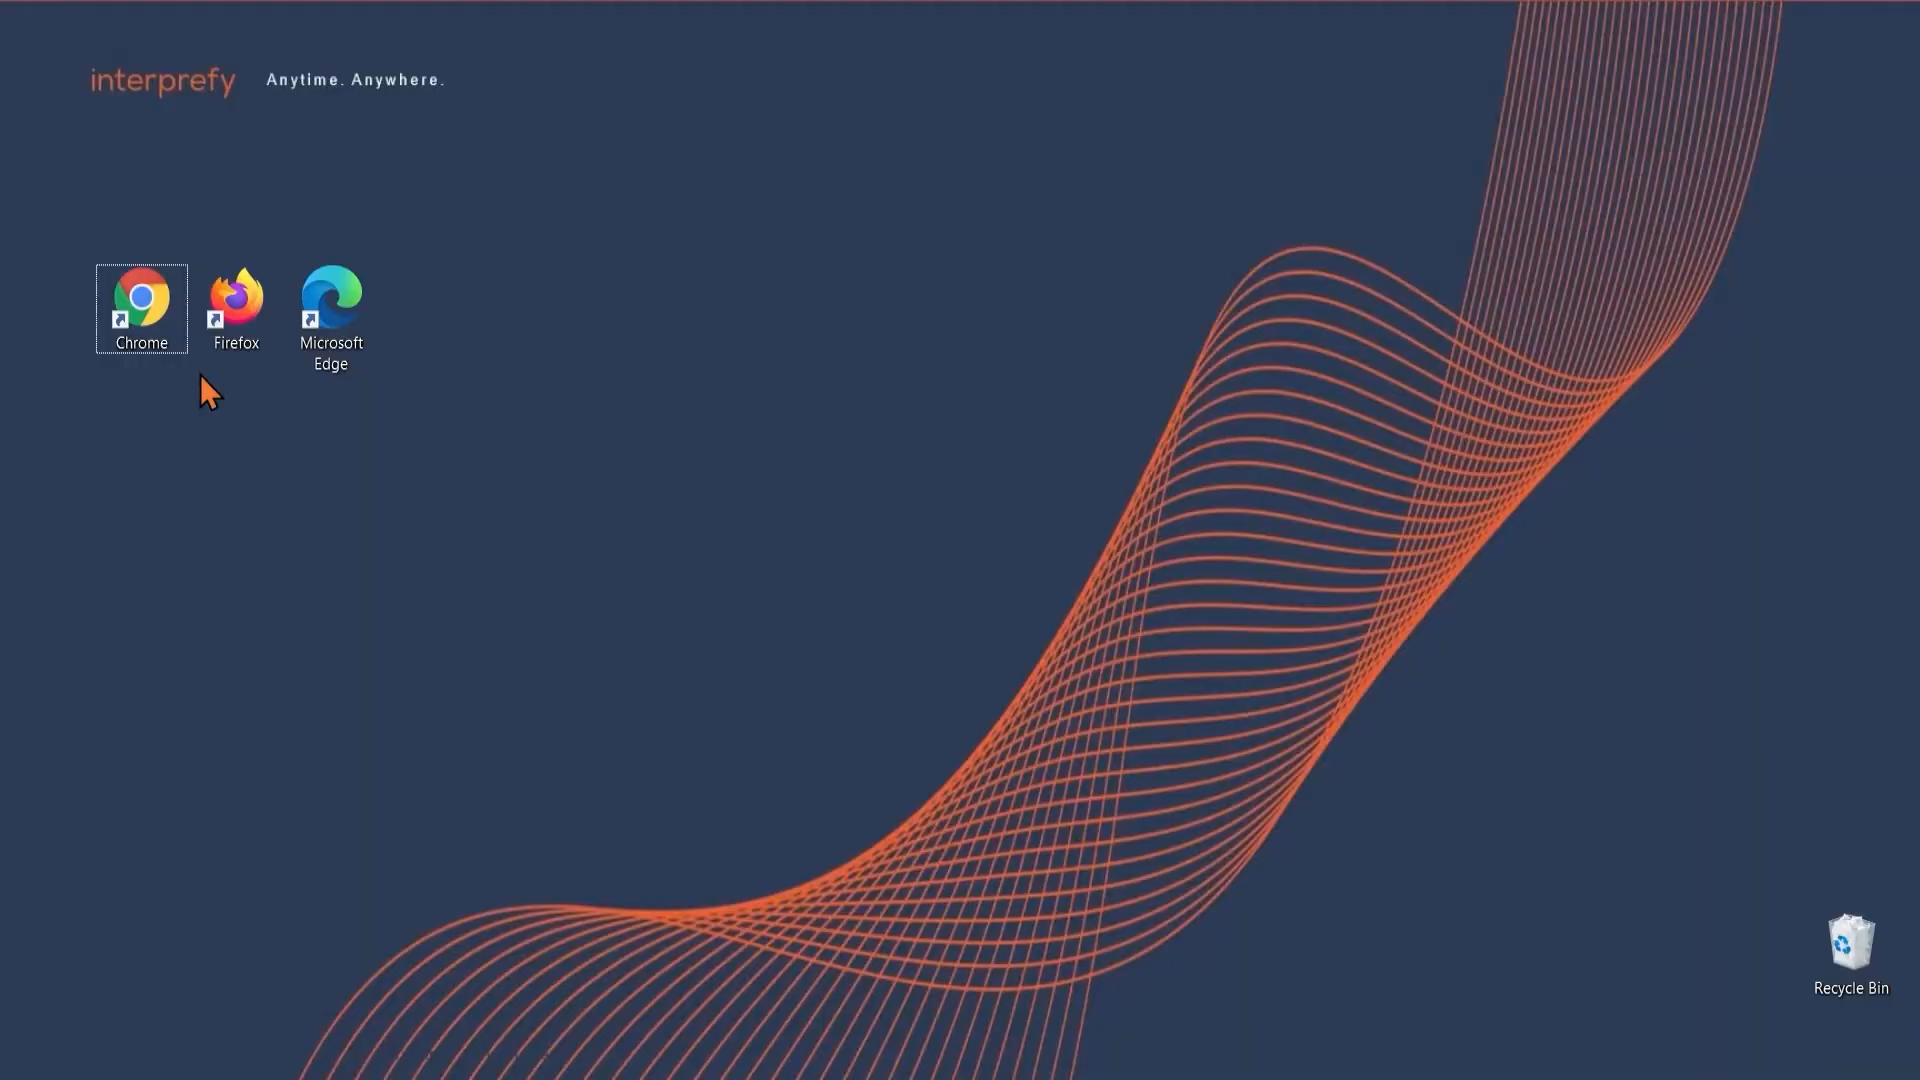 interprefy Anytime. Anywhere.
Chrome
Firefox
Microsoft
Edge
Recycle Bin